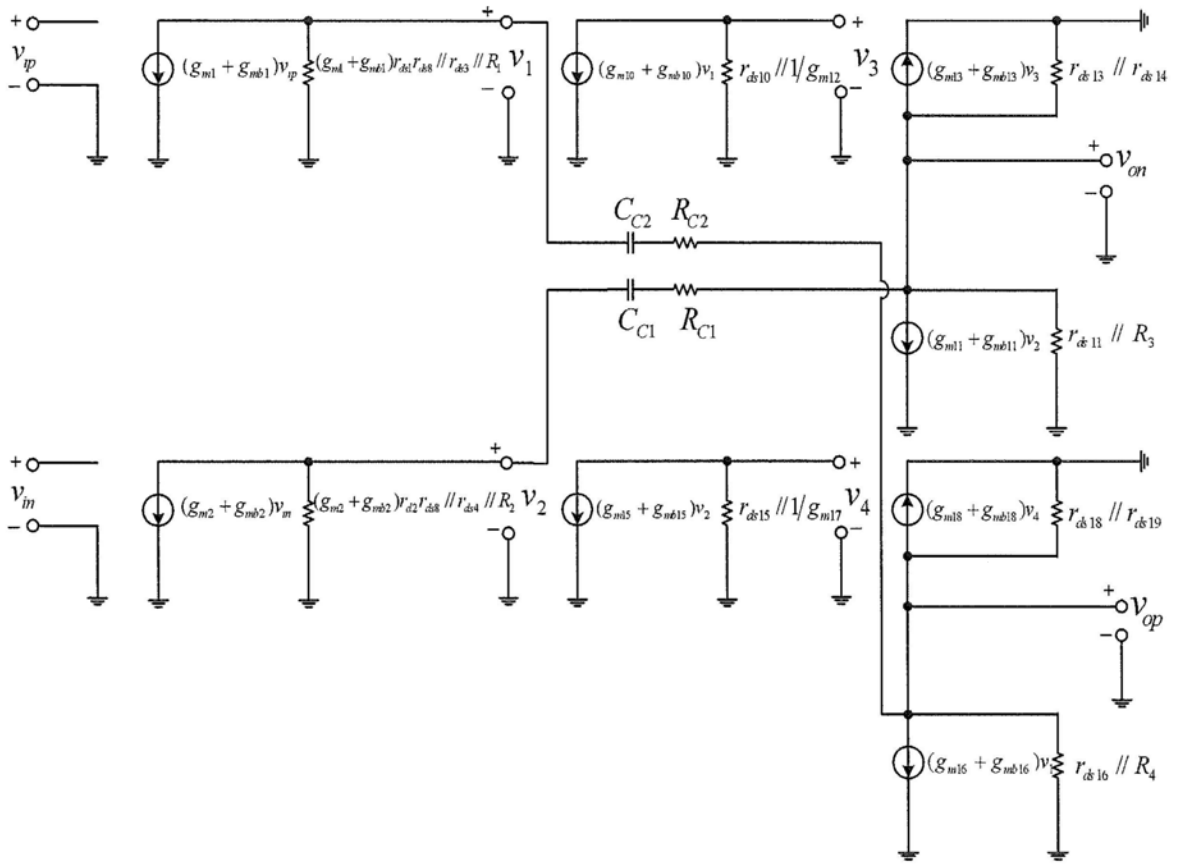 +
v_ip
−
(g_m1 + g_mb1)v_ip
(g_m1 + g_mb1)r_ds1 r_ds8 // r_ds3 // R_1
+
v_1
−
(g_m10 + g_mb10)v_1
r_ds10 // 1/g_m12
+
v_3
−
(g_m13 + g_mb13)v_3
r_ds13 // r_ds14
+
v_on
−
C_C2
R_C2
C_C1
R_C1
(g_m11 + g_mb11)v_2
r_ds11 // R_3
+
v_in
−
(g_m2 + g_mb2)v_in
(g_m2 + g_mb2)r_d2 r_ds8 // r_ds4 // R_2
+
v_2
−
(g_m15 + g_mb15)v_2
r_ds15 // 1/g_m17
+
v_4
−
(g_m18 + g_mb18)v_4
r_ds18 // r_ds19
+
v_op
−
(g_m16 + g_mb16)v_1
r_ds16 // R_4